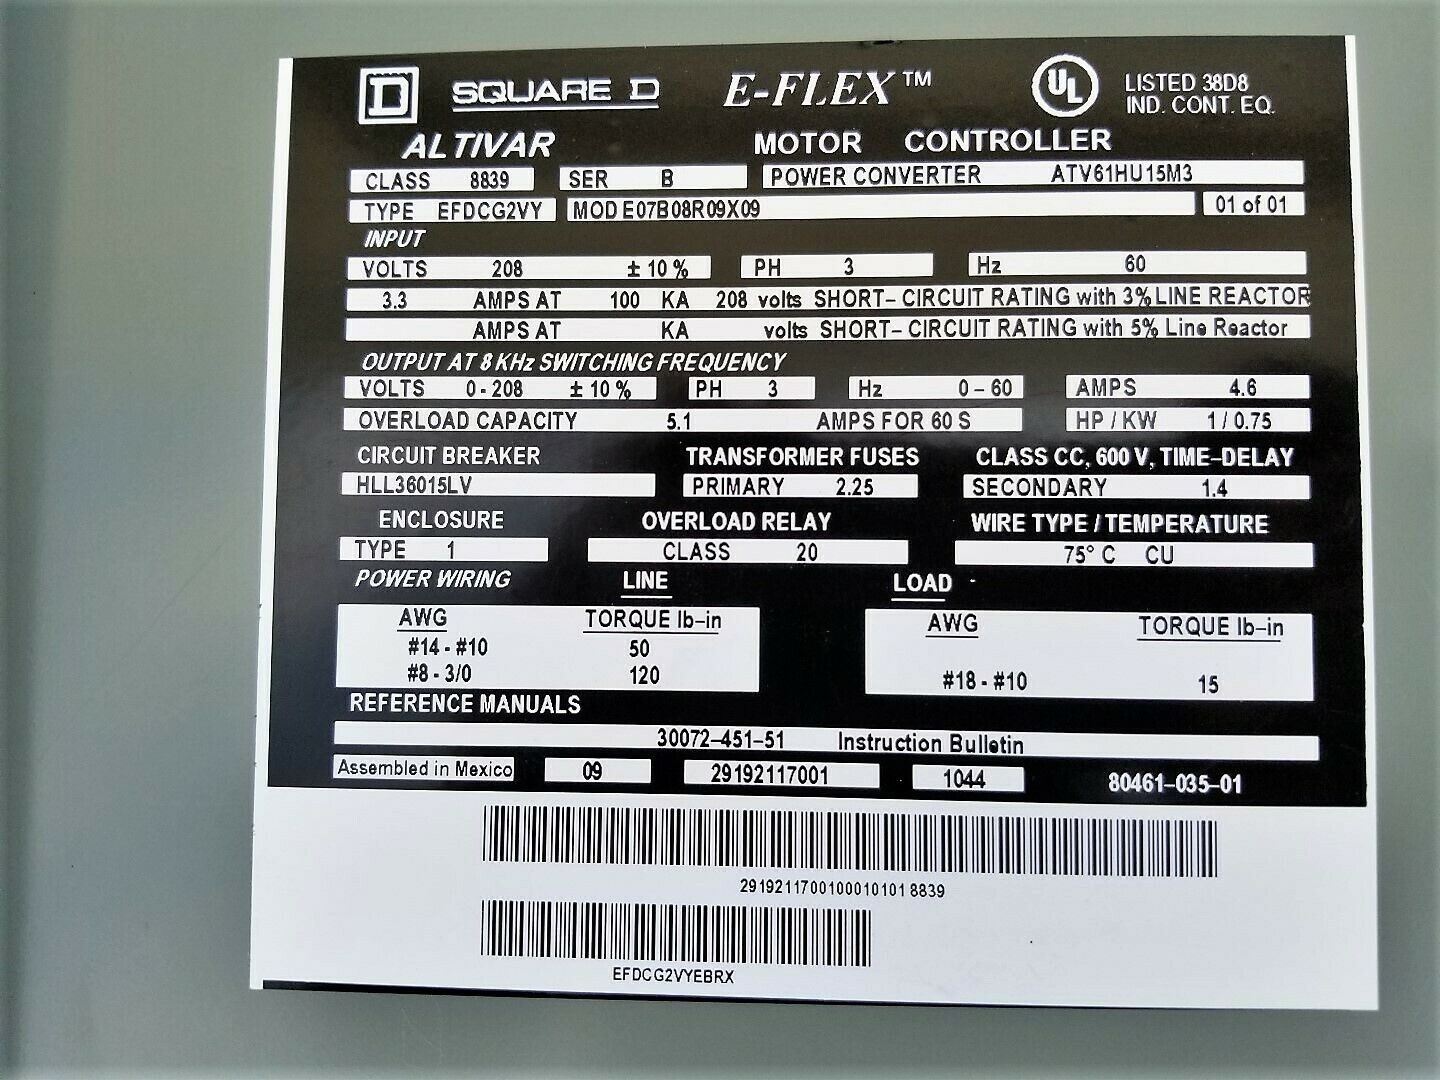 D SQUARE D E-FLEX™ UL LISTED 38D8
IND. CONT. EQ.
ALTIVAR MOTOR CONTROLLER
CLASS 8839 SER B POWER CONVERTER ATV61HU15M3
TYPE EFDCG2VY MOD E07B08R09X09 01 of 01
INPUT
VOLTS 208 ± 10 % PH 3 Hz 60
3.3 AMPS AT 100 KA 208 volts SHORT-CIRCUIT RATING with 3% LINE REACTOR
AMPS AT KA volts SHORT-CIRCUIT RATING with 5% Line Reactor
OUTPUT AT 8 KHz SWITCHING FREQUENCY
VOLTS 0-208 ± 10 % PH 3 Hz 0-60 AMPS 4.6
OVERLOAD CAPACITY 5.1 AMPS FOR 60 S HP / KW 1 / 0.75
CIRCUIT BREAKER TRANSFORMER FUSES CLASS CC, 600 V, TIME-DELAY
HLL36015LV PRIMARY 2.25 SECONDARY 1.4
ENCLOSURE OVERLOAD RELAY WIRE TYPE / TEMPERATURE
TYPE 1 CLASS 20 75° C CU
POWER WIRING LINE LOAD
AWG TORQUE lb-in AWG TORQUE lb-in
#14 - #10 50
#8 - 3/0 120 #18 - #10 15
REFERENCE MANUALS
30072-451-51 Instruction Bulletin
Assembled in Mexico 09 29192117001 1044 80461-035-01
29192117001000101018839
EFDCG2VYEBRX